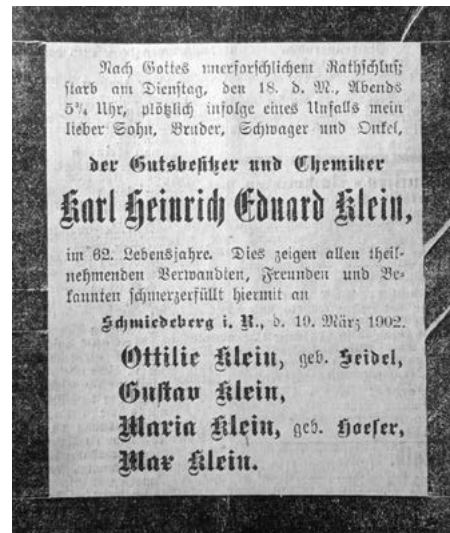 Nach Gottes unerforschlichem Rathschluß
starb am Dienstag, den 18. d. M., Abends
5¾ Uhr, plötzlich infolge eines Unfalls mein
lieber Sohn, Bruder, Schwager und Onkel,
der Gutsbesitzer und Chemiker
Karl Heinrich Eduard Klein,
im 62. Lebensjahre. Dies zeigen allen theil-
nehmenden Verwandten, Freunden und Be-
kannten schmerzerfüllt hiermit an
Schmiedeberg i. R., d. 19. März 1902.
Ottilie Klein, geb. Seidel,
Gustav Klein,
Maria Klein, geb. Hoefer,
Max Klein.